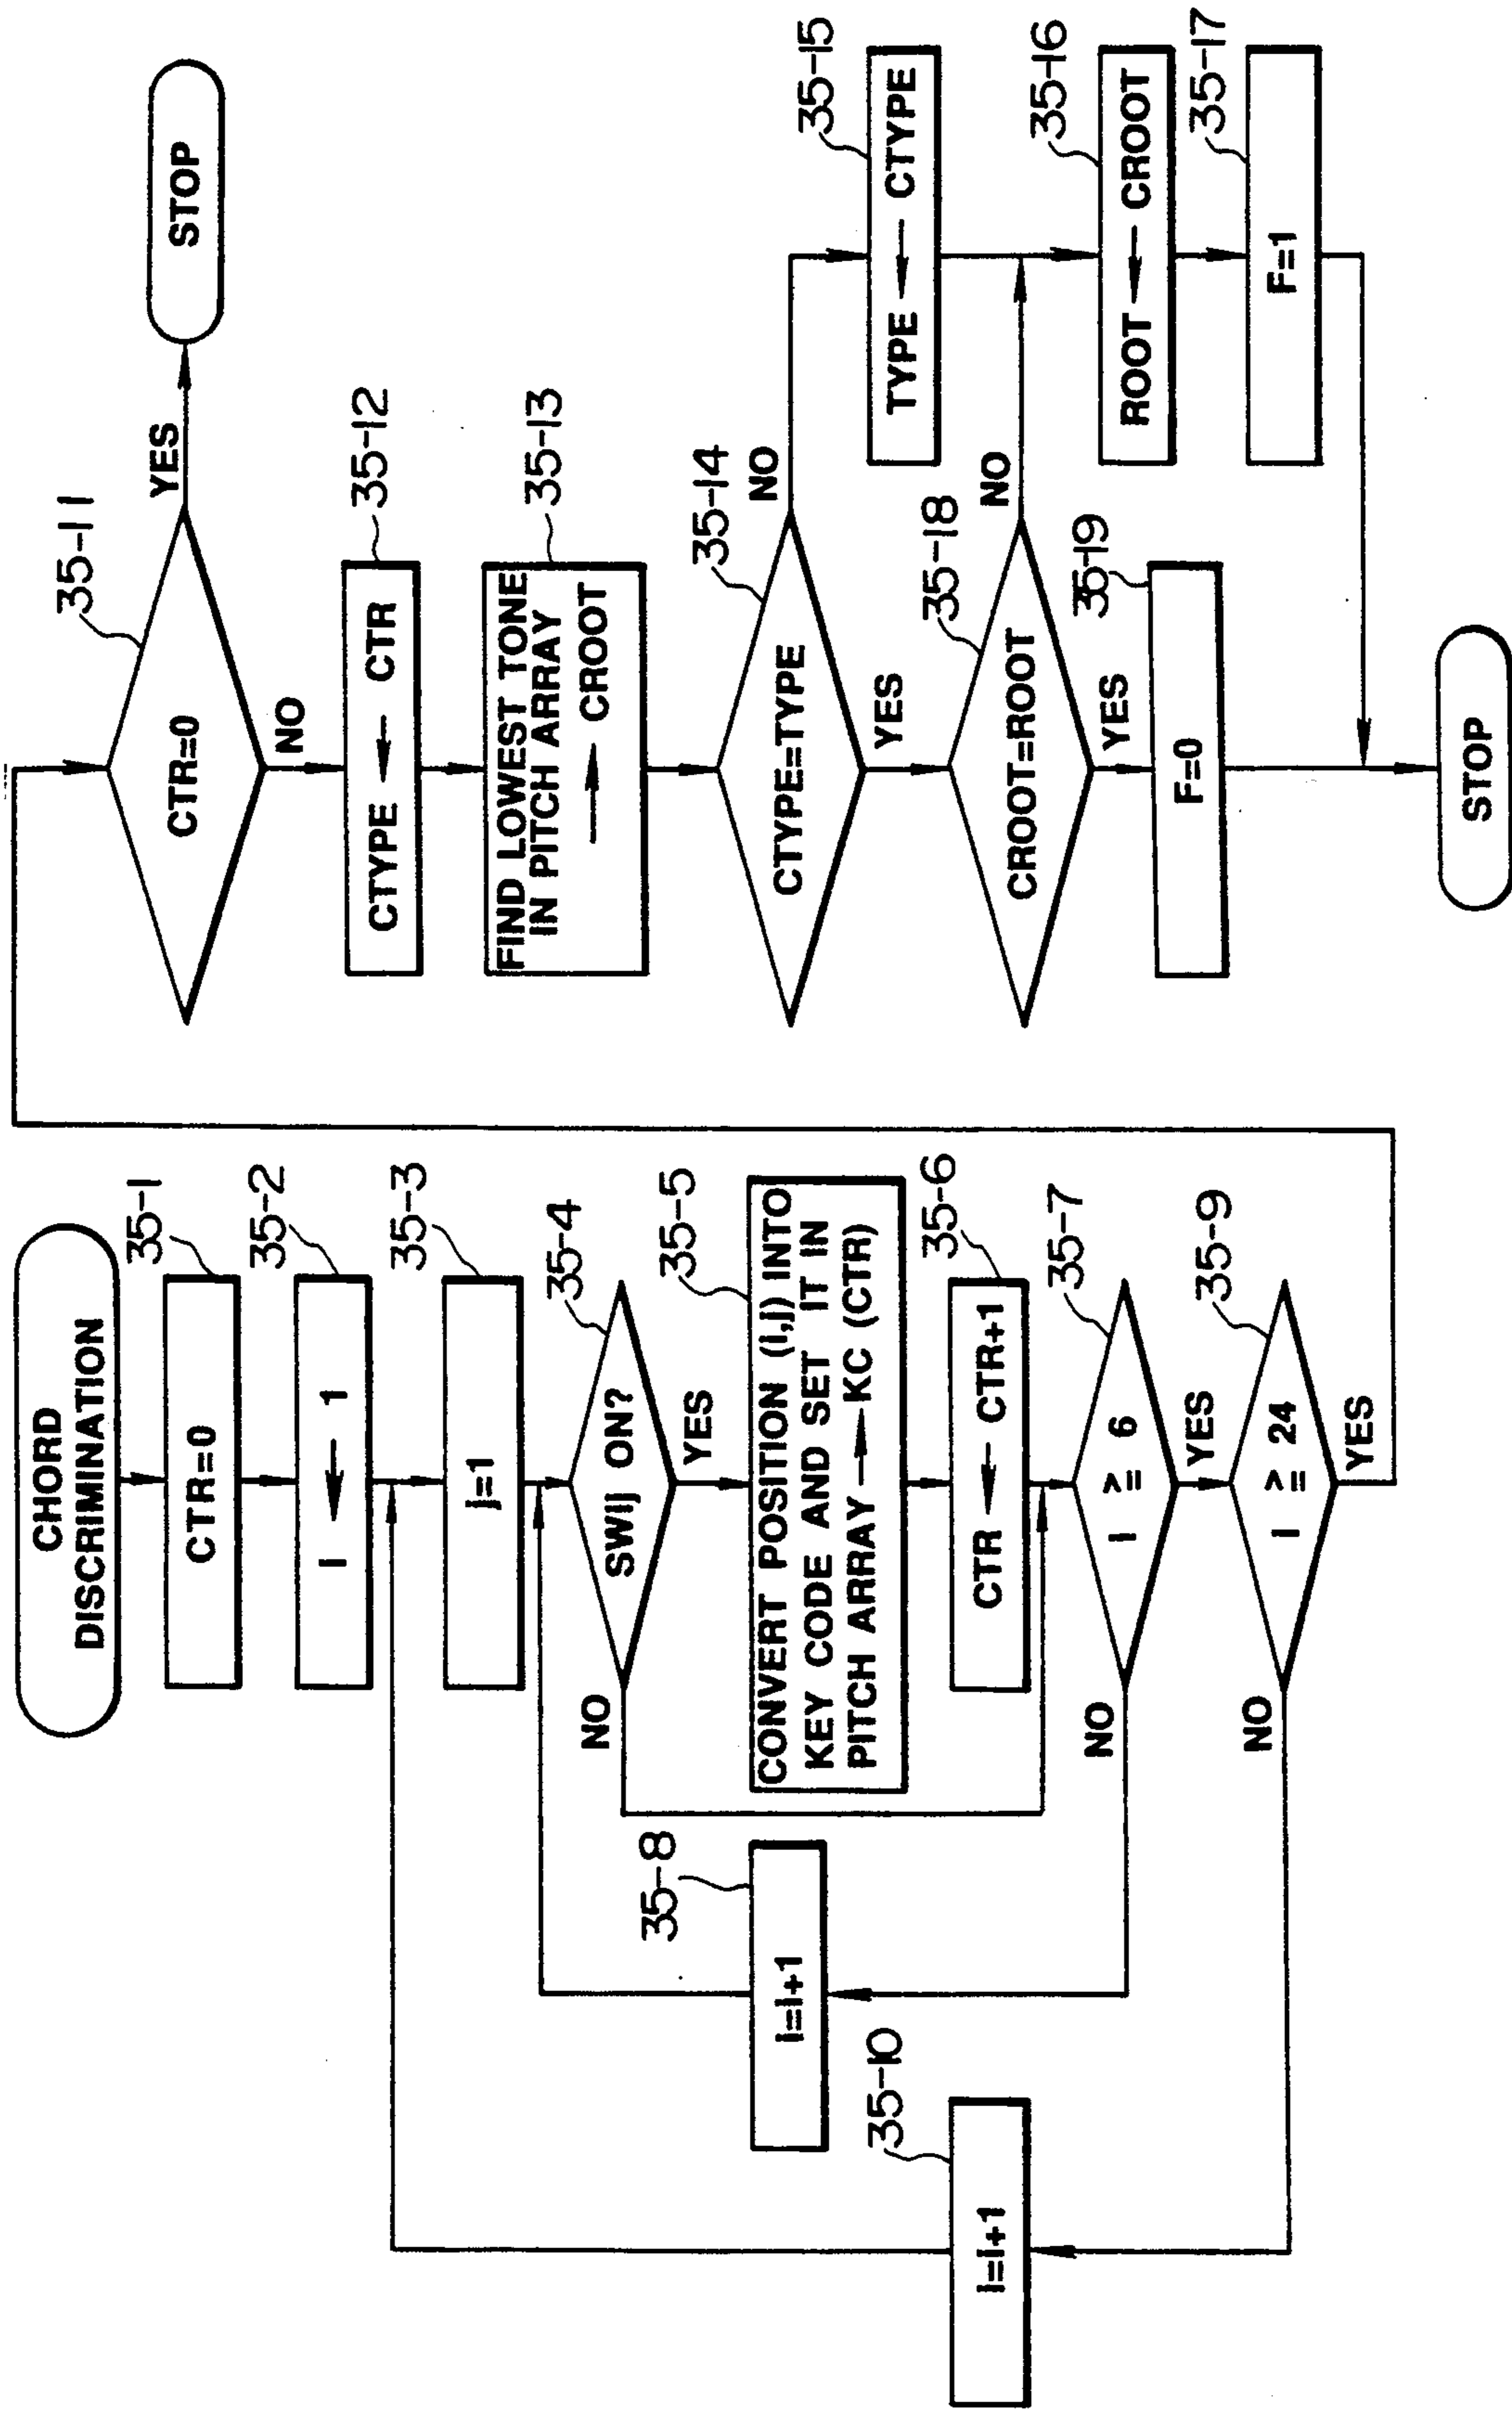 CHORD
DISCRIMINATION
35-1
CTR=0
35-2
I ← 1
35-3
j=1
35-4
SWij ON?
YES
NO
35-5
CONVERT POSITION (i,j) INTO
KEY CODE AND SET IT IN
PITCH ARRAY → KC (CTR)
35-6
CTR ← CTR+1
35-7
I >= 6
YES
NO
35-8
i=i+1
35-9
I >= 24
YES
NO
35-10
i=i+1
35-11
CTR=0
YES
STOP
NO
35-12
CTYPE ← CTR
35-13
FIND LOWEST TONE
IN PITCH ARRAY
→ CROOT
35-14
CTYPE=TYPE
NO
YES
35-15
TYPE ← CTYPE
35-18
CROOT=ROOT
NO
YES
35-16
ROOT ← CROOT
35-17
F=1
35-19
F=0
STOP